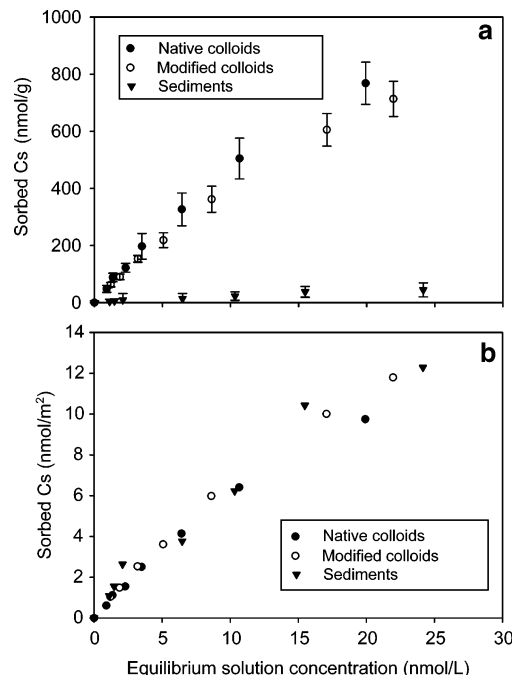 a
1000
800
600
400
200
0
Sorbed Cs (nmol/g)
Native colloids
Modified colloids
Sediments
b
14
12
10
8
6
4
2
0
Sorbed Cs (nmol/m²)
Native colloids
Modified colloids
Sediments
0 5 10 15 20 25 30
Equilibrium solution concentration (nmol/L)